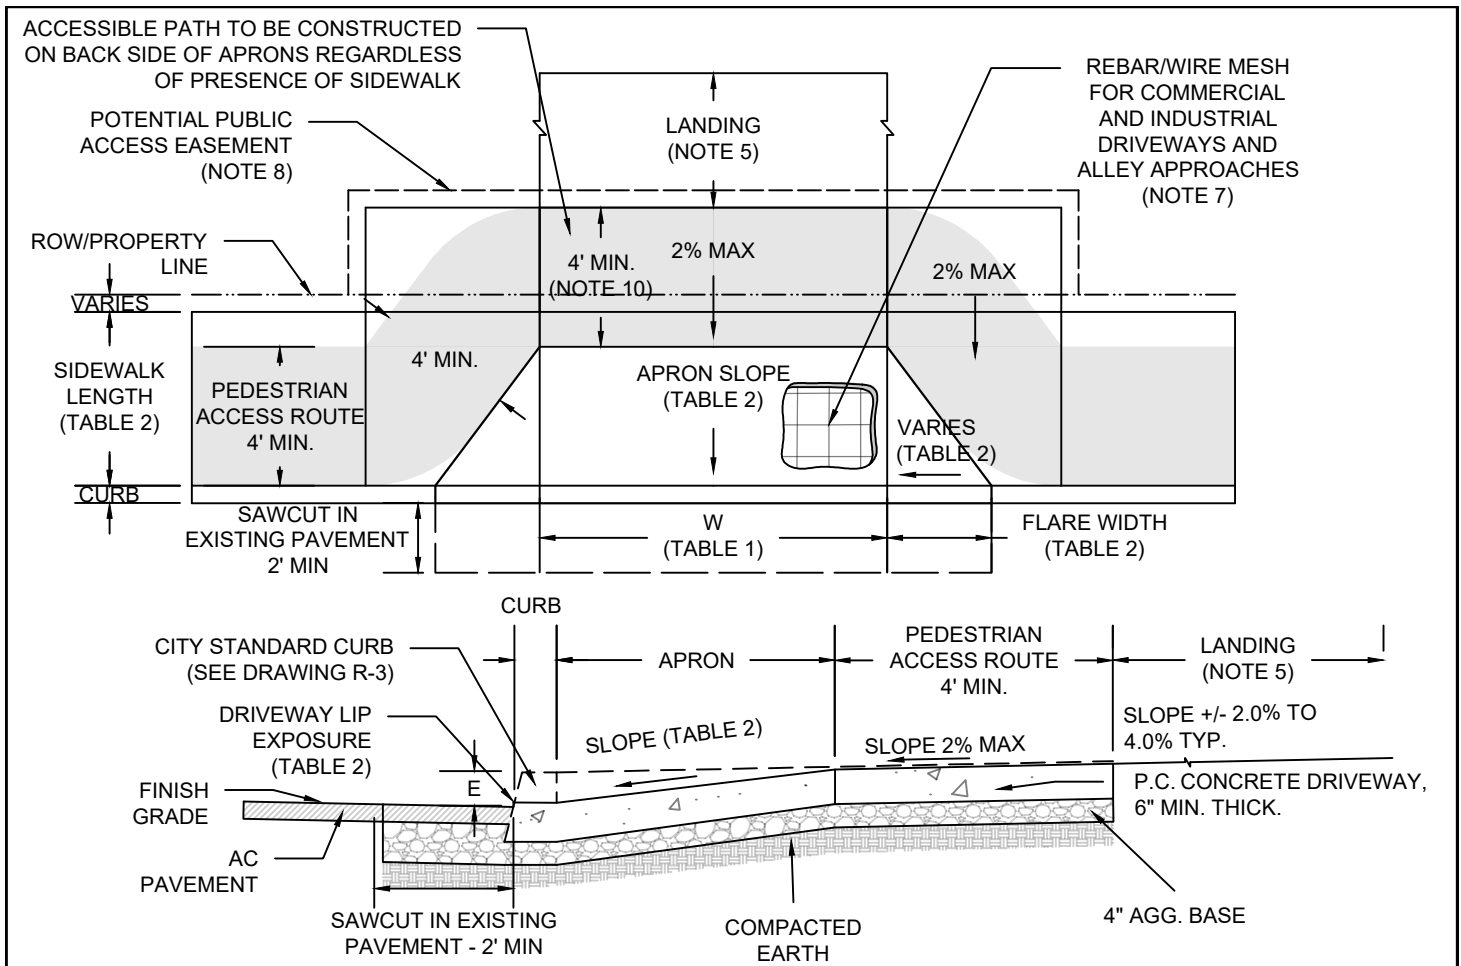 ACCESSIBLE PATH TO BE CONSTRUCTED
ON BACK SIDE OF APRONS REGARDLESS
OF PRESENCE OF SIDEWALK
POTENTIAL PUBLIC
ACCESS EASEMENT
(NOTE 8)
LANDING
(NOTE 5)
REBAR/WIRE MESH
FOR COMMERCIAL
AND INDUSTRIAL
DRIVEWAYS AND
ALLEY APPROACHES
(NOTE 7)
ROW/PROPERTY
LINE
4' MIN.
(NOTE 10)
2% MAX
2% MAX
VARIES
SIDEWALK
LENGTH
(TABLE 2)
PEDESTRIAN
ACCESS ROUTE
4' MIN.
4' MIN.
APRON SLOPE
(TABLE 2)
VARIES
(TABLE 2)
CURB
SAWCUT IN
EXISTING PAVEMENT
2' MIN
W
(TABLE 1)
FLARE WIDTH
(TABLE 2)
CURB
CITY STANDARD CURB
(SEE DRAWING R-3)
APRON
PEDESTRIAN
ACCESS ROUTE
4' MIN.
LANDING
(NOTE 5)
DRIVEWAY LIP
EXPOSURE
(TABLE 2)
SLOPE (TABLE 2)
SLOPE 2% MAX
SLOPE +/- 2.0% TO
4.0% TYP.
E
FINISH
GRADE
P.C. CONCRETE DRIVEWAY,
6" MIN. THICK.
AC
PAVEMENT
SAWCUT IN EXISTING
PAVEMENT - 2' MIN
COMPACTED
EARTH
4" AGG. BASE